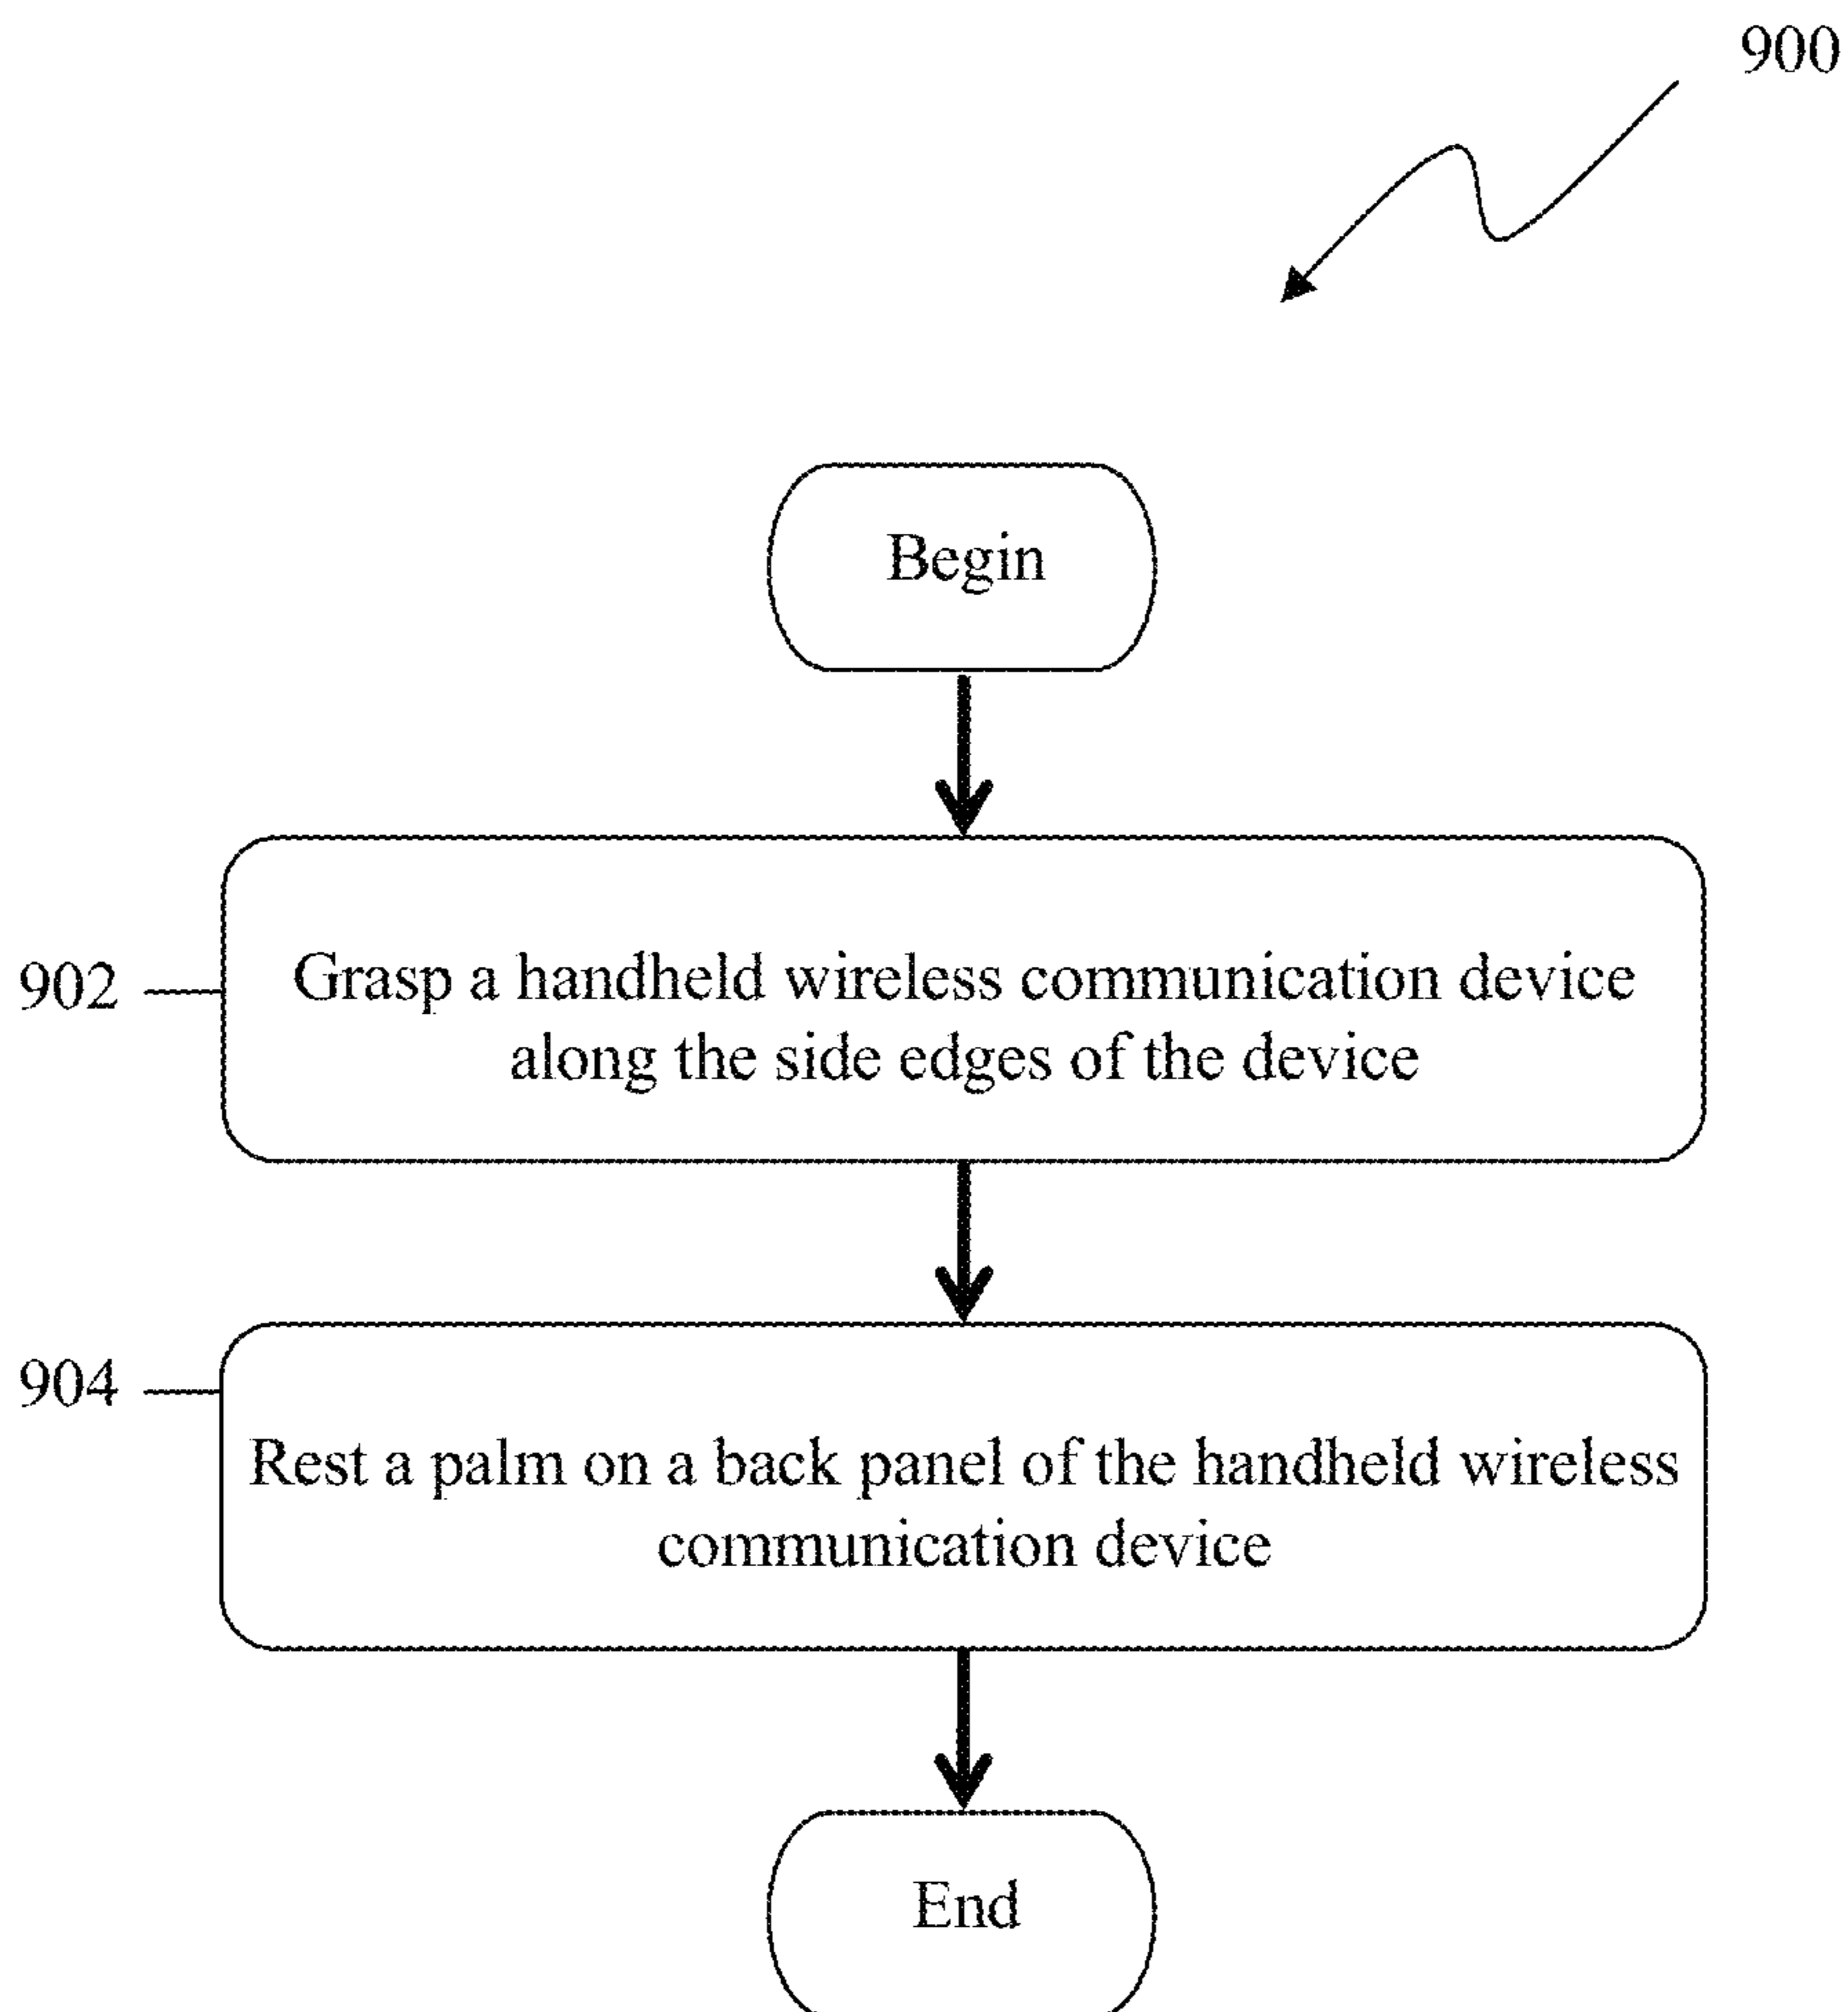 900
Begin
902
Grasp a handheld wireless communication device
along the side edges of the device
904
Rest a palm on a back panel of the handheld wireless
communication device
End